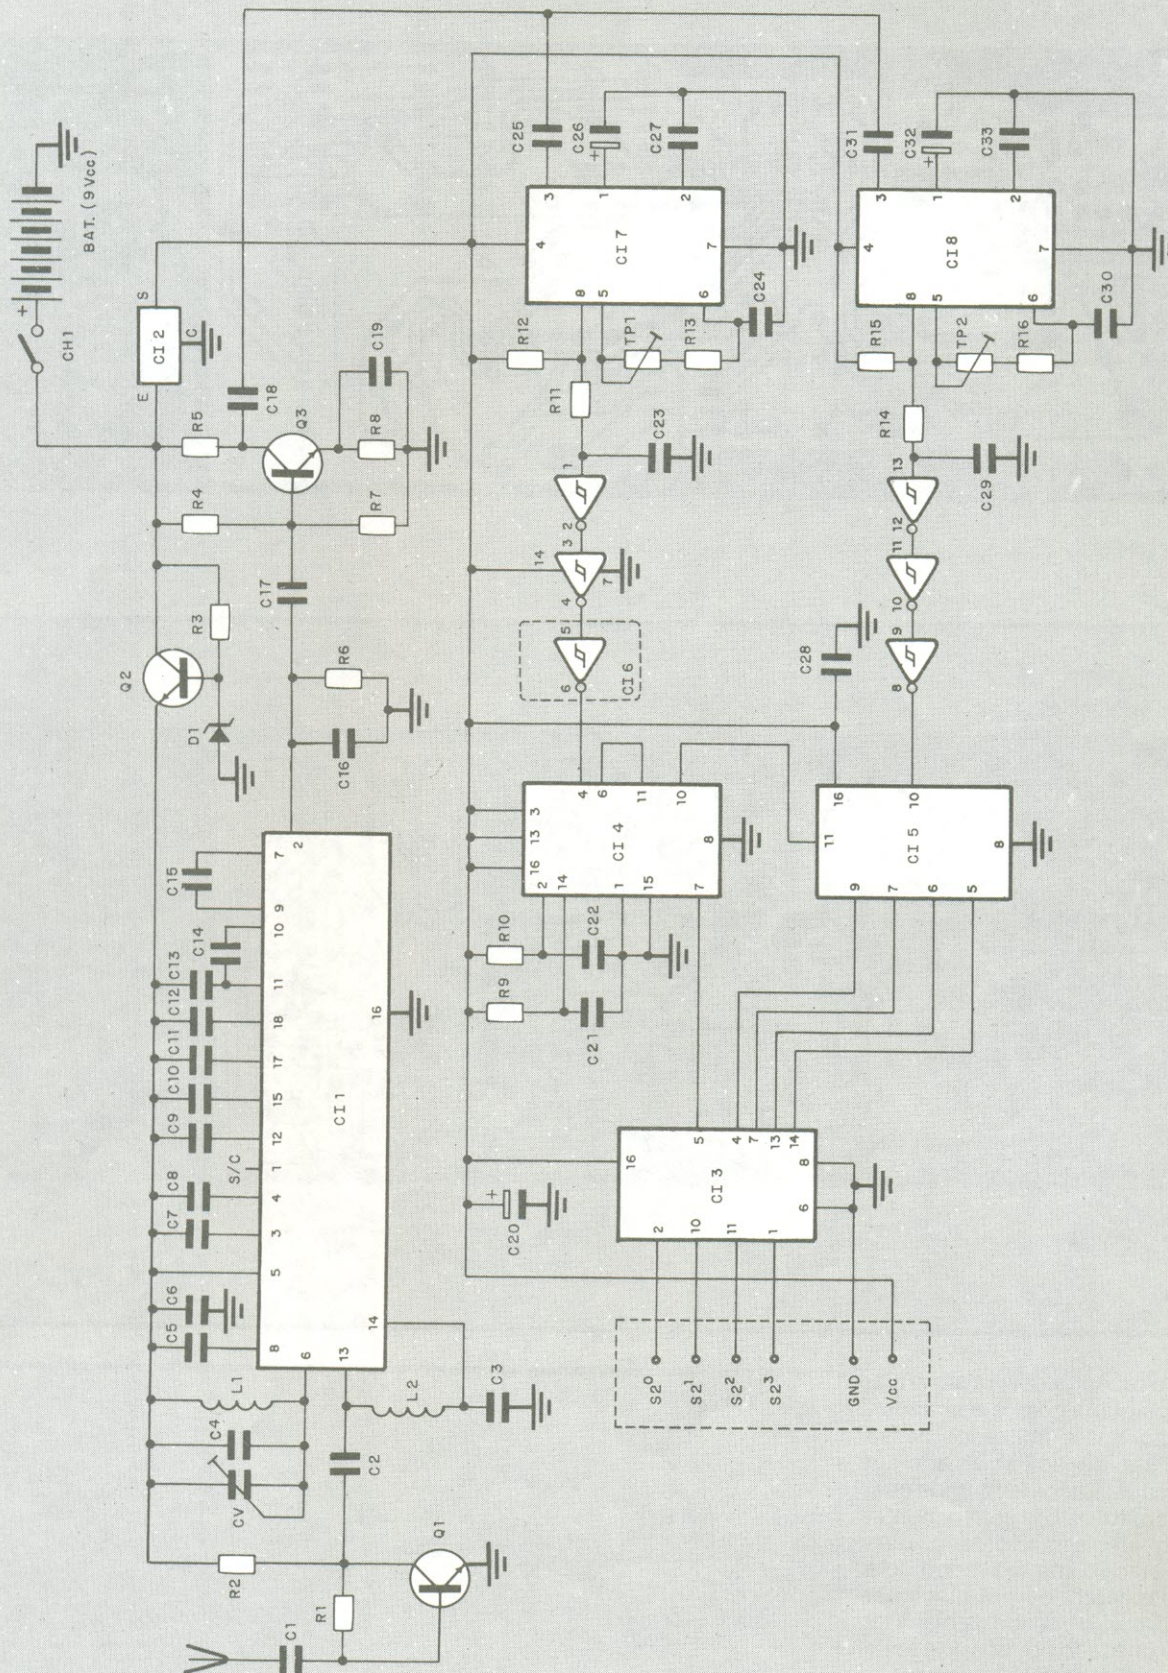 BAT. (9 Vcc)
+
CH1
E
S
CI 2
C
R5
C18
Q3
C19
R8
R4
R7
C17
R3
Q2
D1
R6
C16
C15
C14
C13
C12
C11
C10
C9
S/C
C8
C7
C6
C5
7
9
10
11
18
17
15
12
1
4
3
5
8
6
13
14
16
2
CI 1
L1
C4
CV
L2
C3
C2
R2
R1
Q1
C1
C25
C26
+
C27
3
1
2
4
CI 7
7
8
5
6
C24
R12
TP1
R13
R11
C23
1
2
3
14
4
7
5
6
CI 6
C31
C32
+
C33
3
1
2
4
CI 8
7
8
5
6
C30
R15
TP2
R16
R14
C29
13
12
11
10
9
8
C28
4
6
11
10
3
13
16
CI 4
8
2
14
1
15
7
R10
C22
R9
C21
16
10
11
CI 5
8
9
7
6
5
5
4
7
13
14
16
CI 3
8
6
2
10
11
1
+
C20
S2⁰
S2¹
S2²
S2³
GND
Vcc